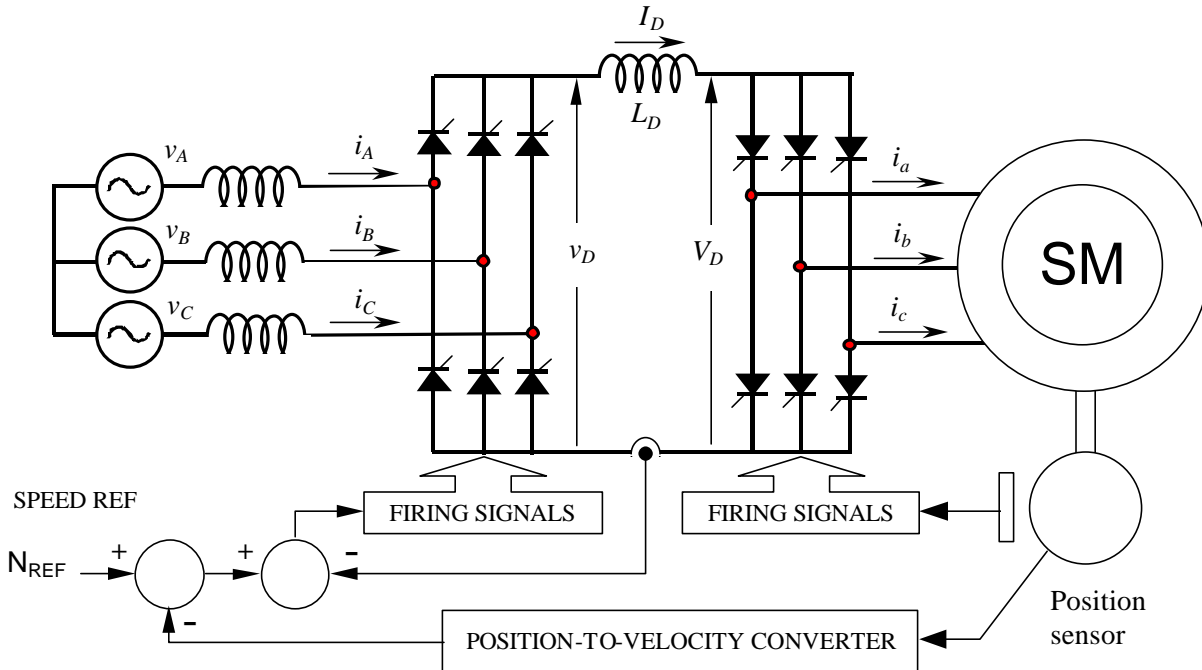 I_D
L_D
v_A
i_A
v_B
i_B
v_C
i_C
v_D
V_D
i_a
i_b
i_c
SM
SPEED REF
FIRING SIGNALS
FIRING SIGNALS
N_REF
+
+
-
-
POSITION-TO-VELOCITY CONVERTER
Position
sensor